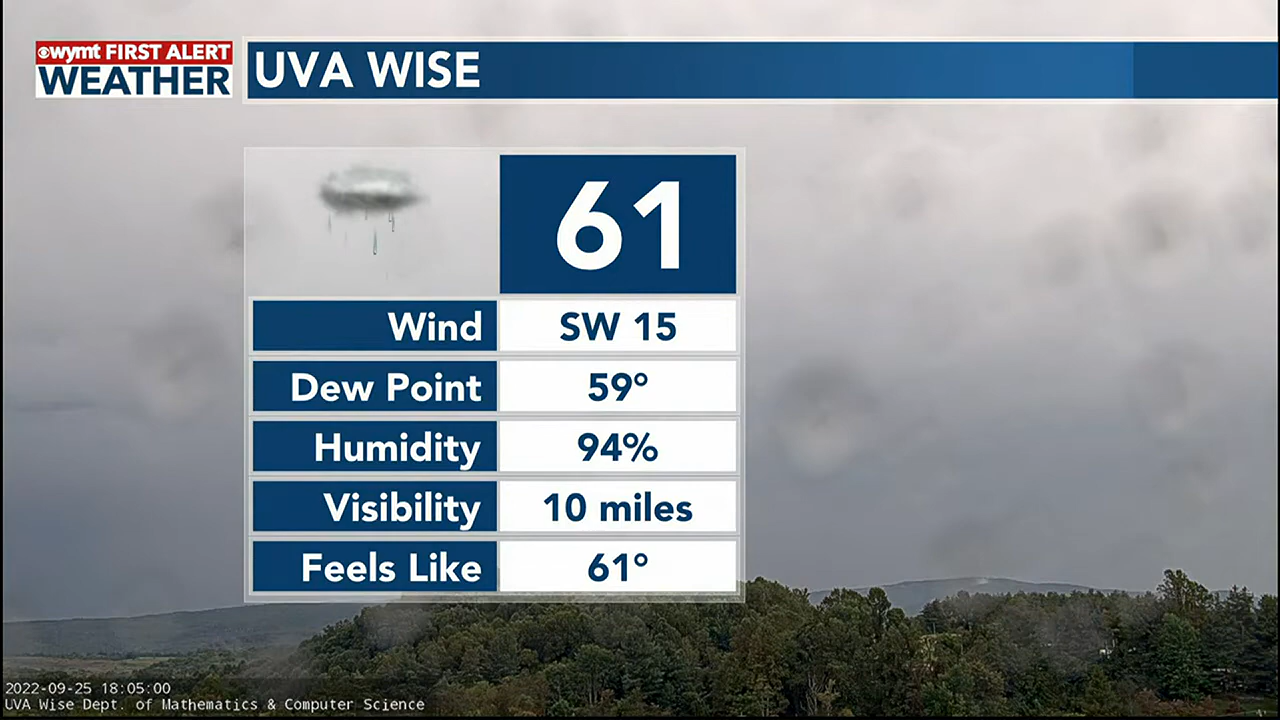 wymt FIRST ALERT
WEATHER
UVA WISE
61
Wind SW 15
Dew Point 59°
Humidity 94%
Visibility 10 miles
Feels Like 61°
2022-09-25 18:05:00
UVA Wise Dept. of Mathematics & Computer Science